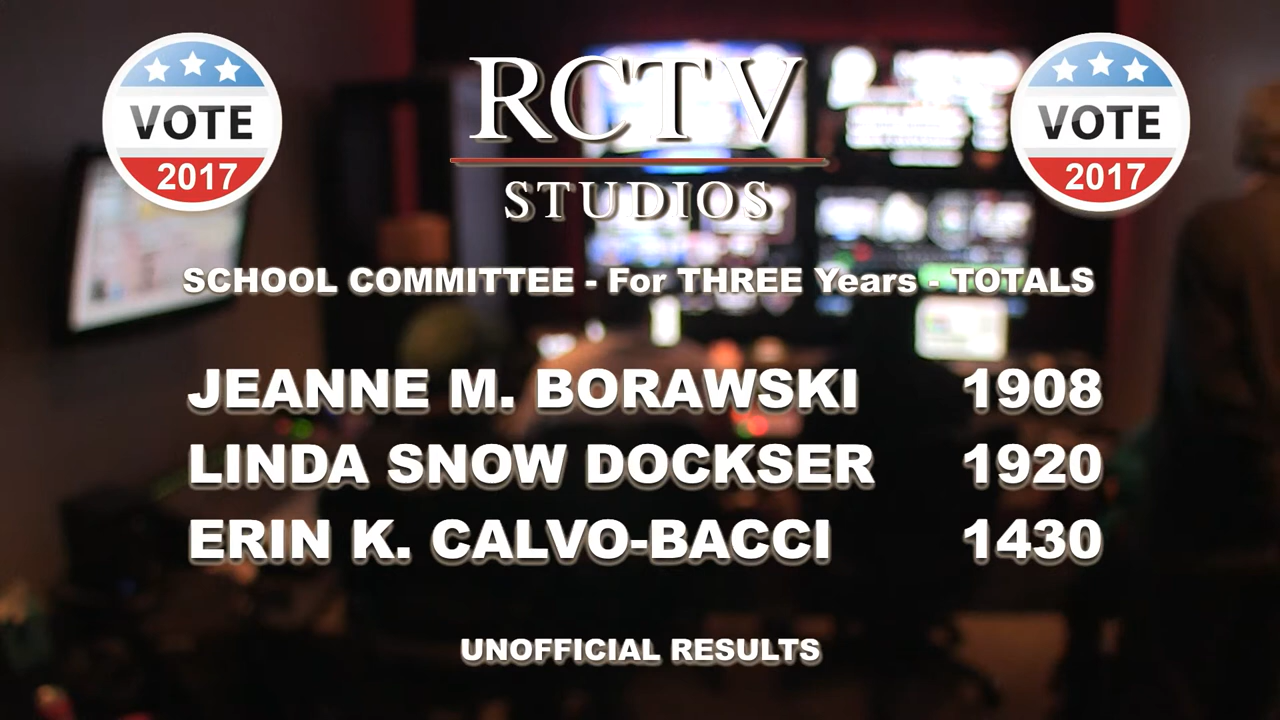 VOTE
2017
RCTV
STUDIOS
VOTE
2017
SCHOOL COMMITTEE - For THREE Years - TOTALS
JEANNE M. BORAWSKI 1908
LINDA SNOW DOCKSER 1920
ERIN K. CALVO-BACCI 1430
UNOFFICIAL RESULTS